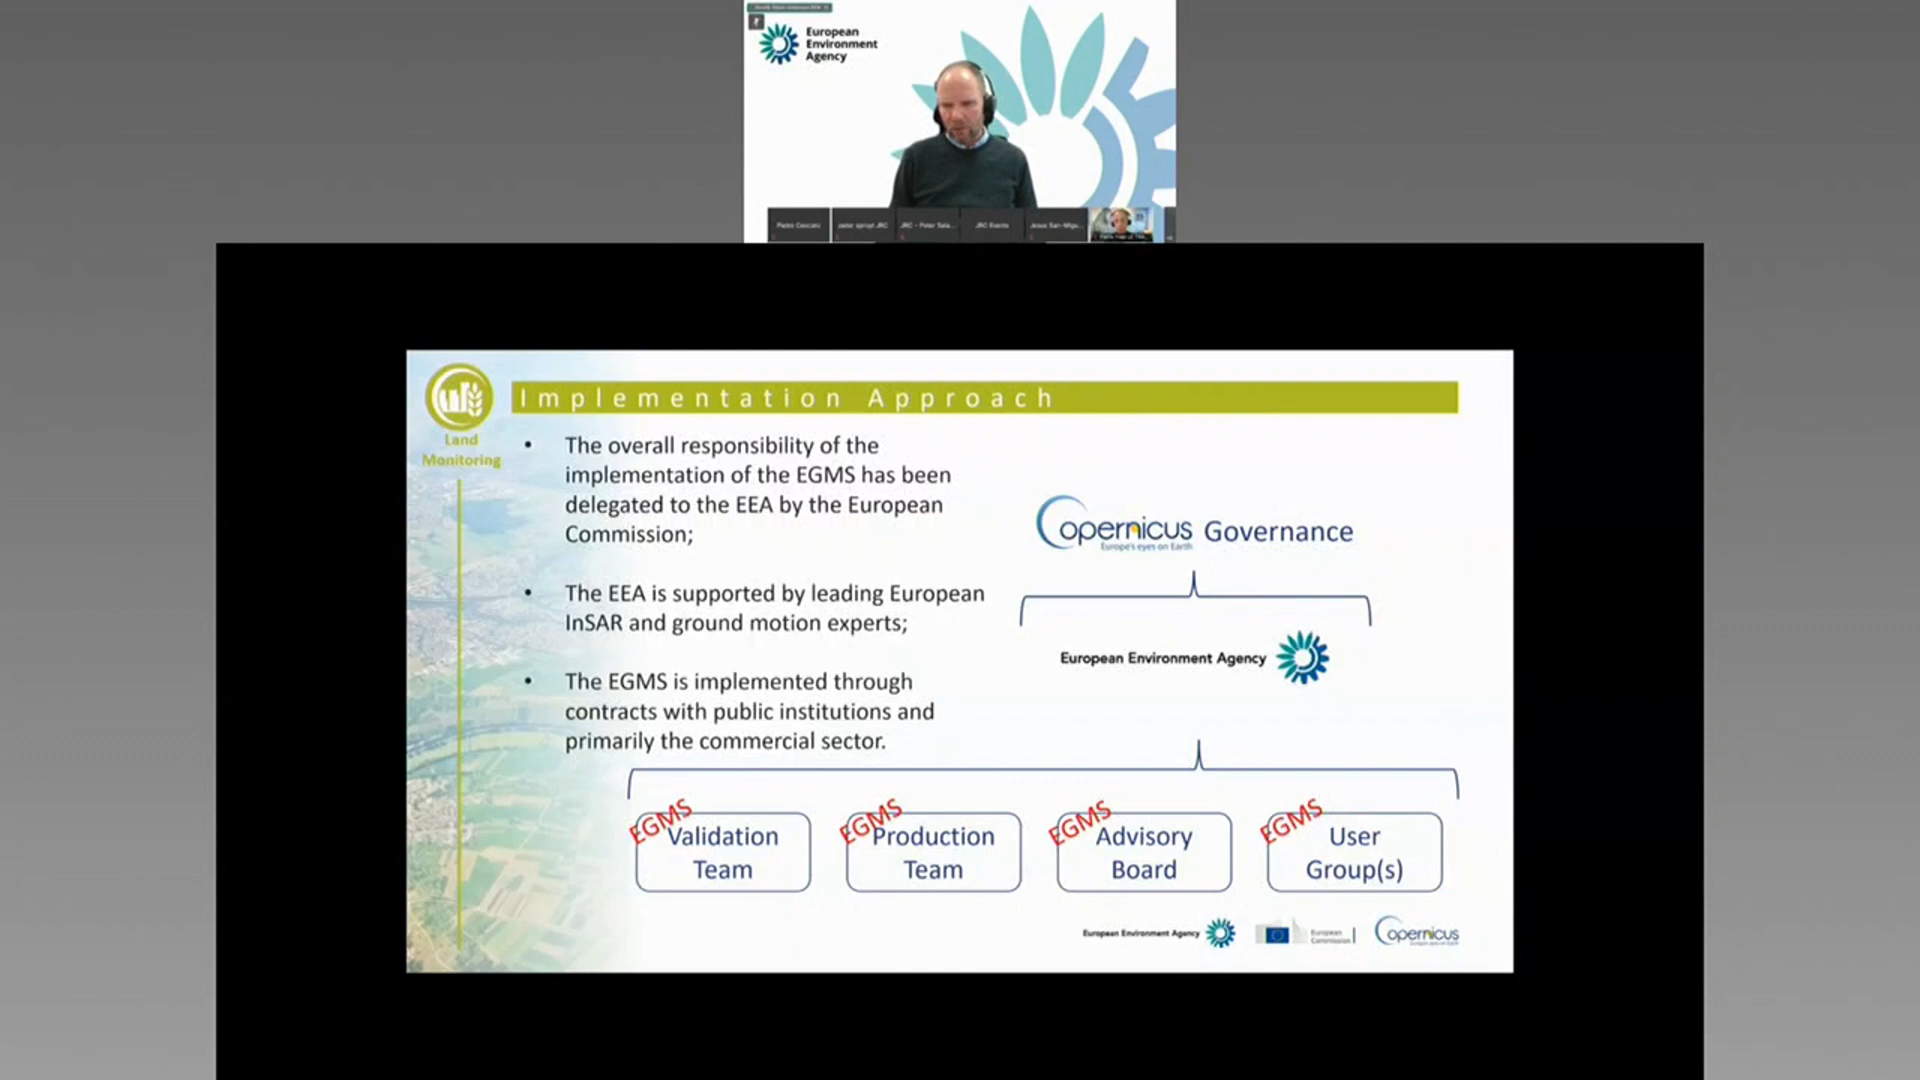 European
Environment
Agency
Pietro Ceccato
JRC - Peter Sala...
JRC Events
Jesus San-Migu...
Implementation Approach
Land
Monitoring
• The overall responsibility of the
implementation of the EGMS has been
delegated to the EEA by the European
Commission;
• The EEA is supported by leading European
InSAR and ground motion experts;
• The EGMS is implemented through
contracts with public institutions and
primarily the commercial sector.
Copernicus Governance
Europe's eyes on Earth
European Environment Agency
EGMS
Validation
Team
EGMS
Production
Team
EGMS
Advisory
Board
EGMS
User
Group(s)
European Environment Agency
European
Commission
Copernicus